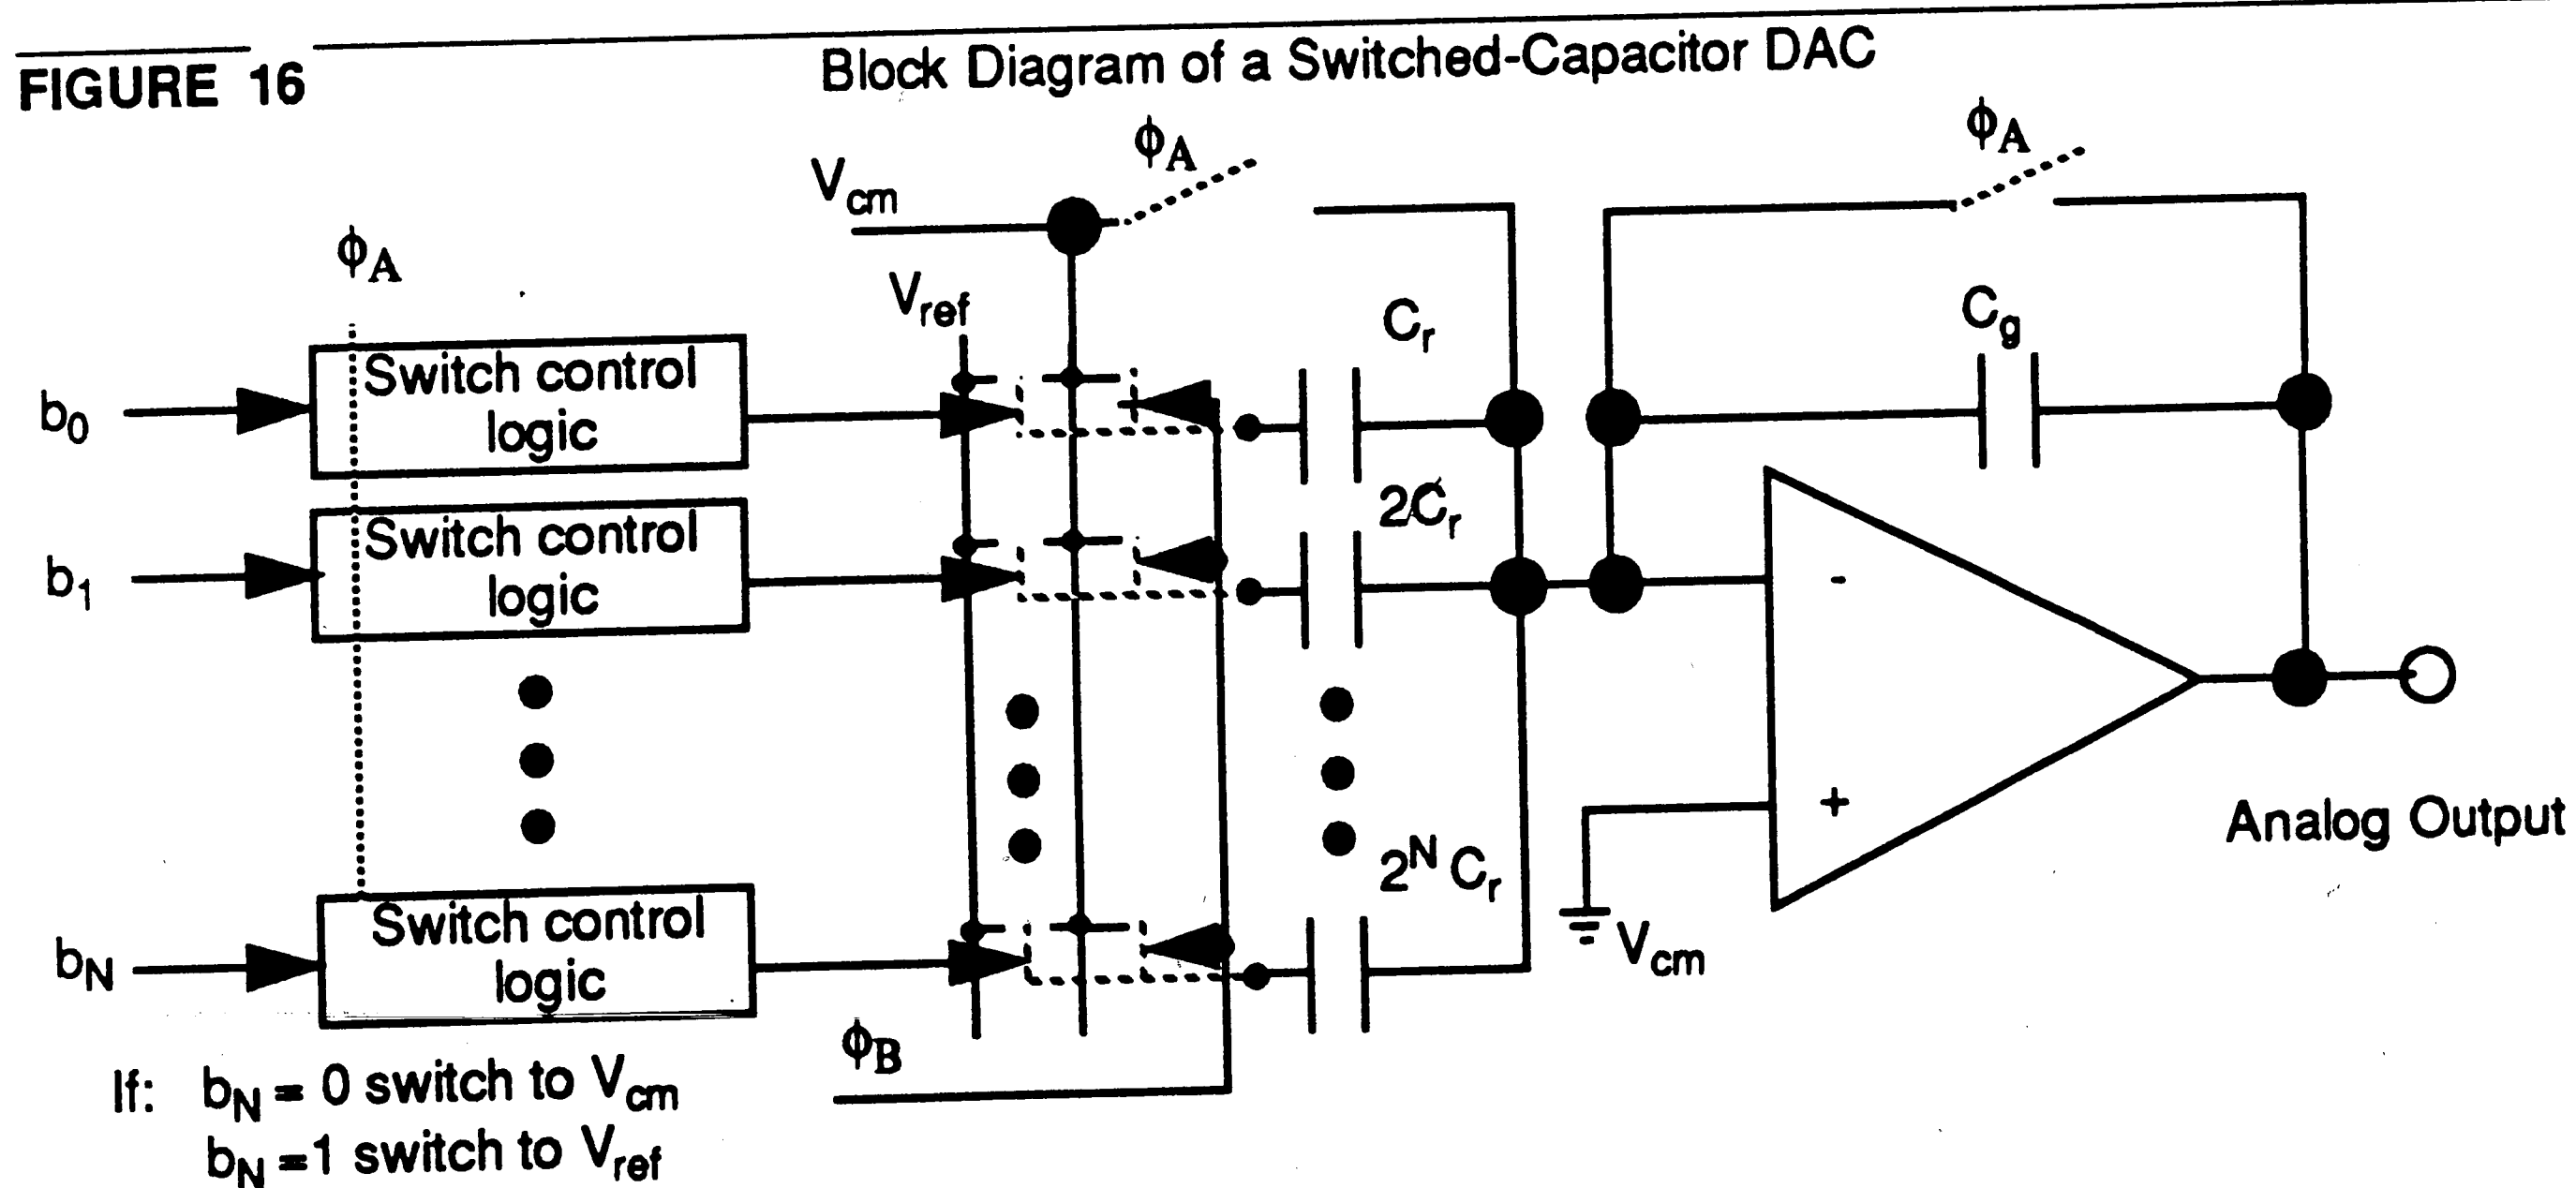 FIGURE 16
Block Diagram of a Switched-Capacitor DAC
ϕA
ϕA
Vcm
ϕA
Vref
Cr
Cg
b0
Switch control
logic
2Cr
b1
Switch control
logic
-
+
2^N Cr
Analog Output
bN
Switch control
logic
Vcm
ϕB
If: bN = 0 switch to Vcm
bN =1 switch to Vref